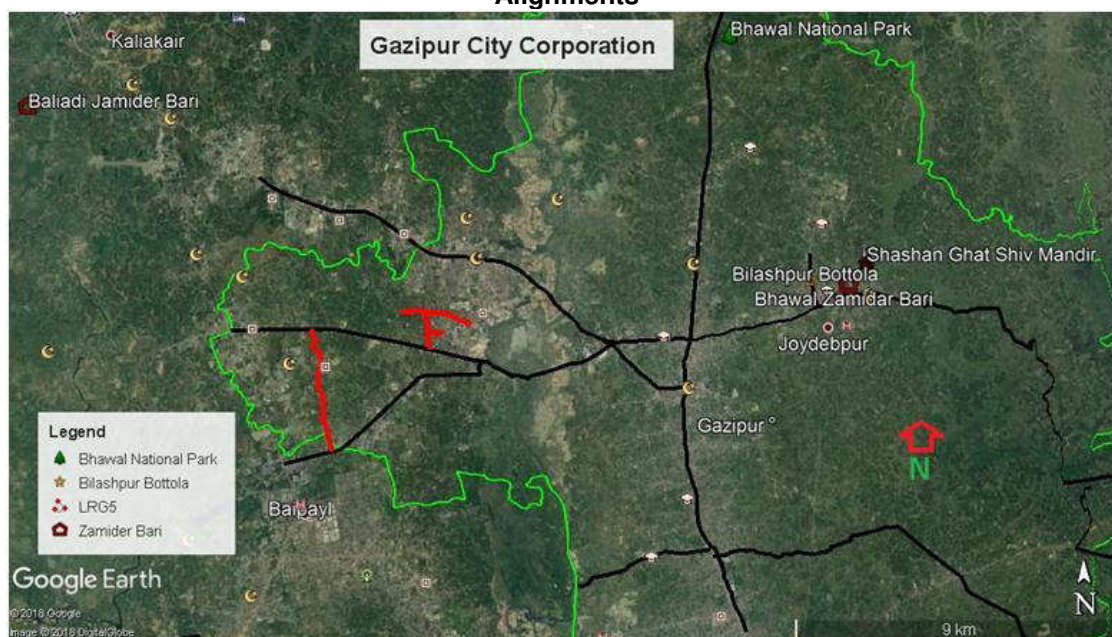 Alignments
Gazipur City Corporation
Bhawal National Park
Kaliakair
Baliadi Jamider Bari
Shashan Ghat Shiv Mandir
Bilashpur Bottola
Bhawal Zamidar Bari
Joydebpur
Gazipur
N
Legend
Bhawal National Park
Bilashpur Bottola
LRG5
Zamider Bari
Baipayl
Google Earth
© 2018 Google
Image © 2018 DigitalGlobe
N
9 km